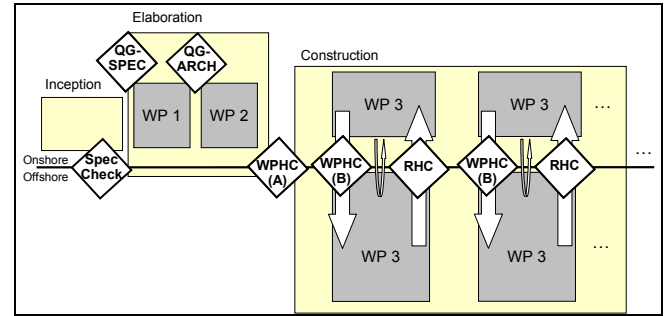 Elaboration
QG-
SPEC
QG-
ARCH
Construction
Inception
WP 1
WP 2
WP 3
WP 3
...
Onshore
Offshore
Spec
Check
WPHC
(A)
WPHC
(B)
RHC
WPHC
(B)
RHC
...
WP 3
WP 3
...